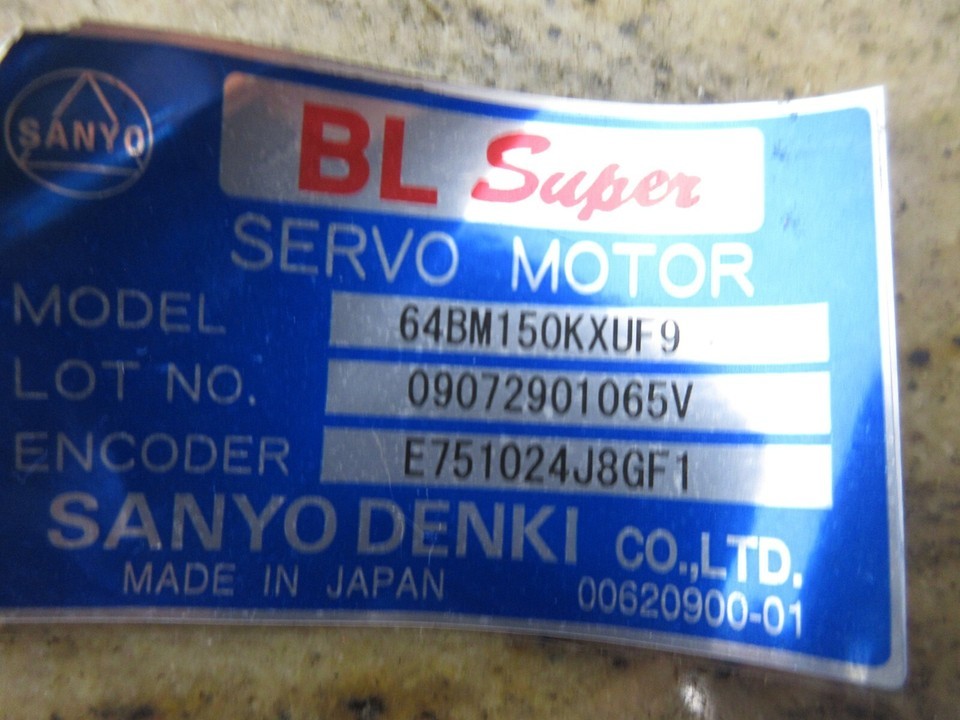 SANYO
BL Super
SERVO MOTOR
MODEL 64BM150KXUF9
LOT NO. 09072901065V
ENCODER E751024J8GF1
SANYO DENKI CO.,LTD.
MADE IN JAPAN 00620900-01